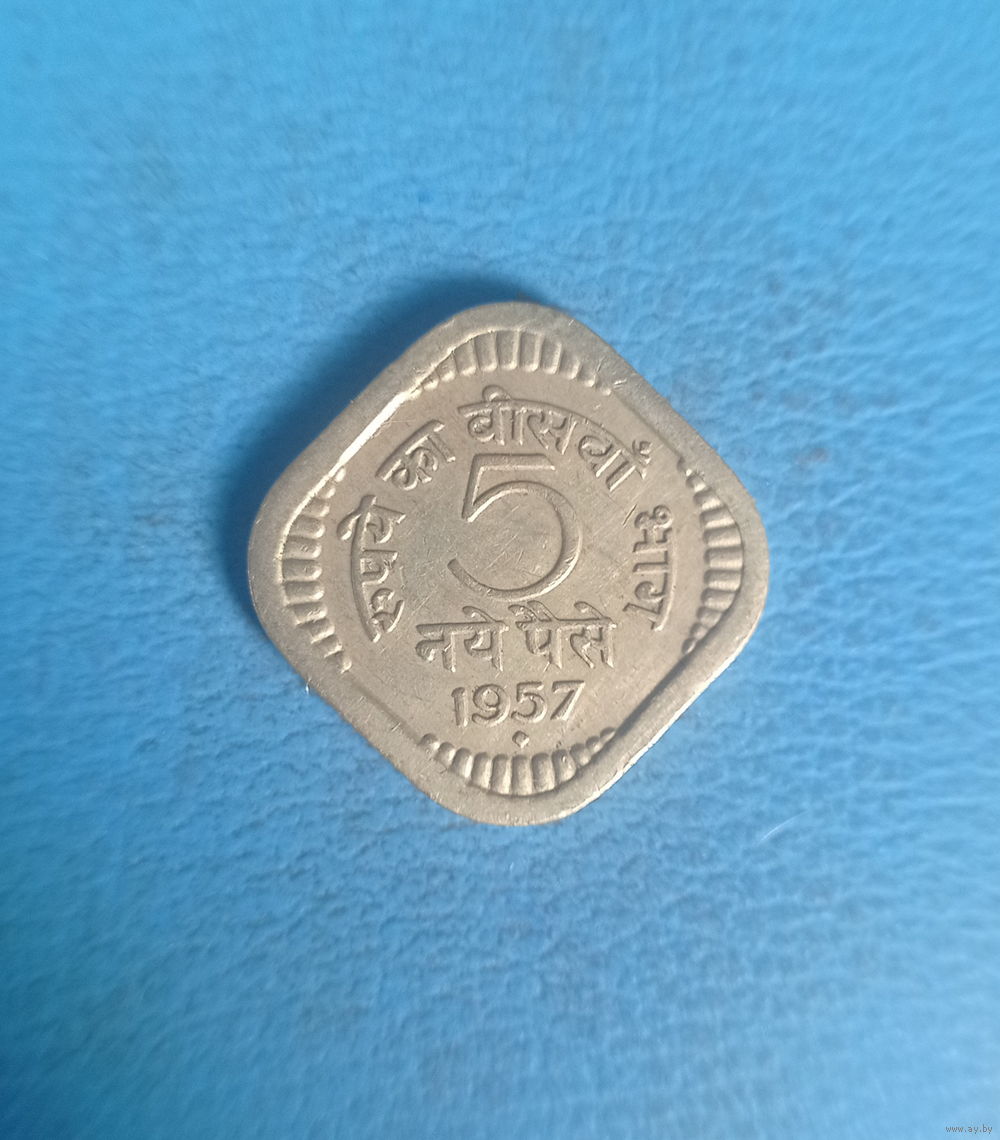 रुपये का बीसवाँ भाग
5
नये पैसे
1957
www.ay.by